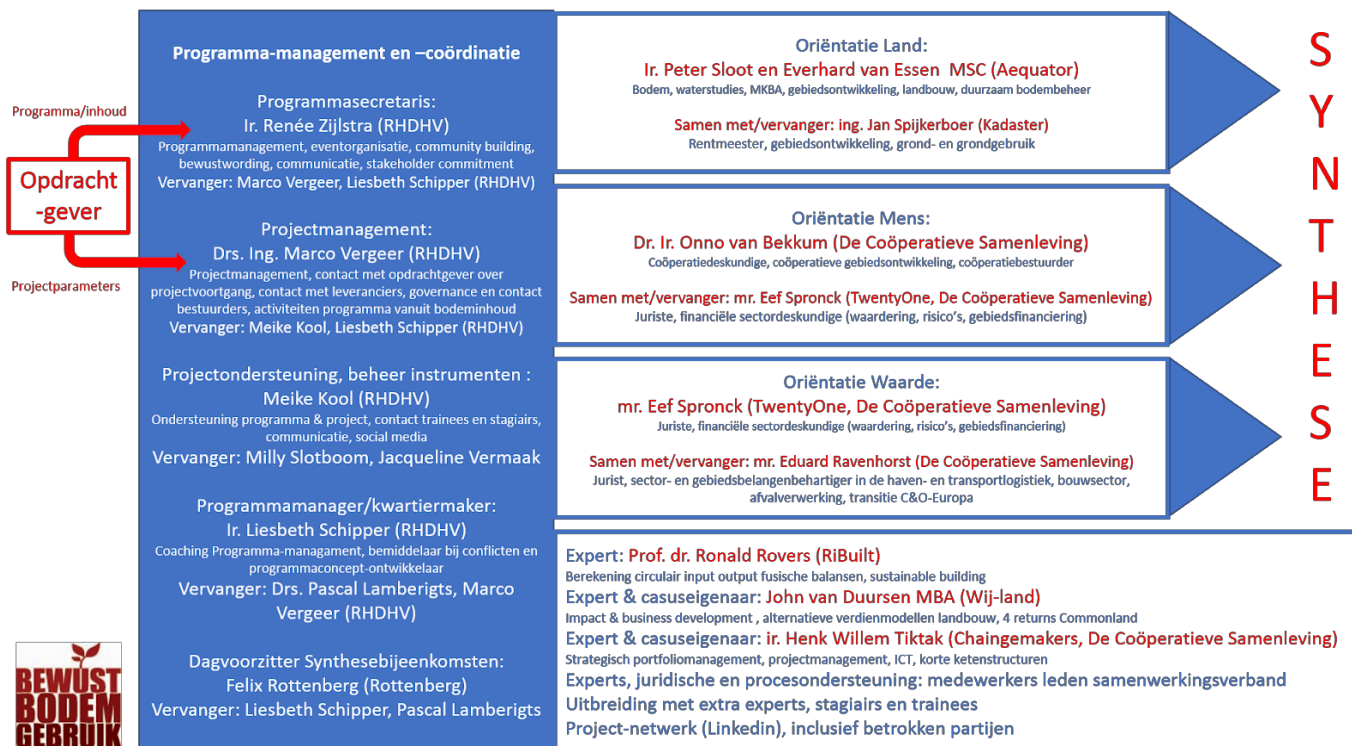 Programma/inhoud
Opdracht
-gever
Projectparameters
Programma-management en –coördinatie
Programmasecretaris:
Ir. Renée Zijlstra (RHDHV)
Programmamanagement, eventorganisatie, community building,
bewustwording, communicatie, stakeholder commitment
Vervanger: Marco Vergeer, Liesbeth Schipper (RHDHV)
Projectmanagement:
Drs. Ing. Marco Vergeer (RHDHV)
Projectmanagement, contact met opdrachtgever over
projectvoortgang, contact met leveranciers, governance en contact
bestuurders, activiteiten programma vanuit bodeminhoud
Vervanger: Meike Kool, Liesbeth Schipper (RHDHV)
Projectondersteuning, beheer instrumenten :
Meike Kool (RHDHV)
Ondersteuning programma & project, contact trainees en stagiairs,
communicatie, social media
Vervanger: Milly Slotboom, Jacqueline Vermaak
Programmamanager/kwartiermaker:
Ir. Liesbeth Schipper (RHDHV)
Coaching Programma-managament, bemiddelaar bij conflicten en
programmaconcept-ontwikkelaar
Vervanger: Drs. Pascal Lamberigts, Marco
Vergeer (RHDHV)
Dagvoorzitter Synthesebijeenkomsten:
Felix Rottenberg (Rottenberg)
Vervanger: Liesbeth Schipper, Pascal Lamberigts
BEWUST
BODEM
GEBRUIK
Oriëntatie Land:
Ir. Peter Sloot en Everhard van Essen MSC (Aequator)
Bodem, waterstudies, MKBA, gebiedsontwikkeling, landbouw, duurzaam bodembeheer
Samen met/vervanger: ing. Jan Spijkerboer (Kadaster)
Rentmeester, gebiedsontwikkeling, grond- en grondgebruik
Oriëntatie Mens:
Dr. Ir. Onno van Bekkum (De Coöperatieve Samenleving)
Coöperatiedeskundige, coöperatieve gebiedsontwikkeling, coöperatiebestuurder
Samen met/vervanger: mr. Eef Spronck (TwentyOne, De Coöperatieve Samenleving)
Juriste, financiële sectordeskundige (waardering, risico's, gebiedsfinanciering)
Oriëntatie Waarde:
mr. Eef Spronck (TwentyOne, De Coöperatieve Samenleving)
Juriste, financiële sectordeskundige (waardering, risico's, gebiedsfinanciering)
Samen met/vervanger: mr. Eduard Ravenhorst (De Coöperatieve Samenleving)
Jurist, sector- en gebiedsbelangenbehartiger in de haven- en transportlogistiek, bouwsector,
afvalverwerking, transitie C&O-Europa
Expert: Prof. dr. Ronald Rovers (RiBuilt)
Berekening circulair input output fusische balansen, sustainable building
Expert & casuseigenaar: John van Duursen MBA (Wij-land)
Impact & business development , alternatieve verdienmodellen landbouw, 4 returns Commonland
Expert & casuseigenaar: ir. Henk Willem Tiktak (Chaingemakers, De Coöperatieve Samenleving)
Strategisch portfoliomanagement, projectmanagement, ICT, korte ketenstructuren
Experts, juridische en procesondersteuning: medewerkers leden samenwerkingsverband
Uitbreiding met extra experts, stagiairs en trainees
Project-netwerk (Linkedin), inclusief betrokken partijen
S
Y
N
T
H
E
S
E